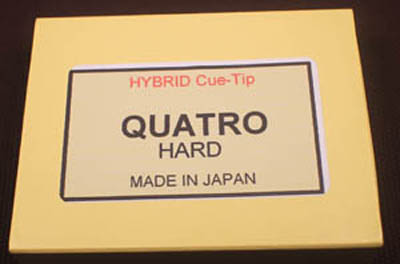 HYBRID Cue-Tip
QUATRO
HARD
MADE IN JAPAN